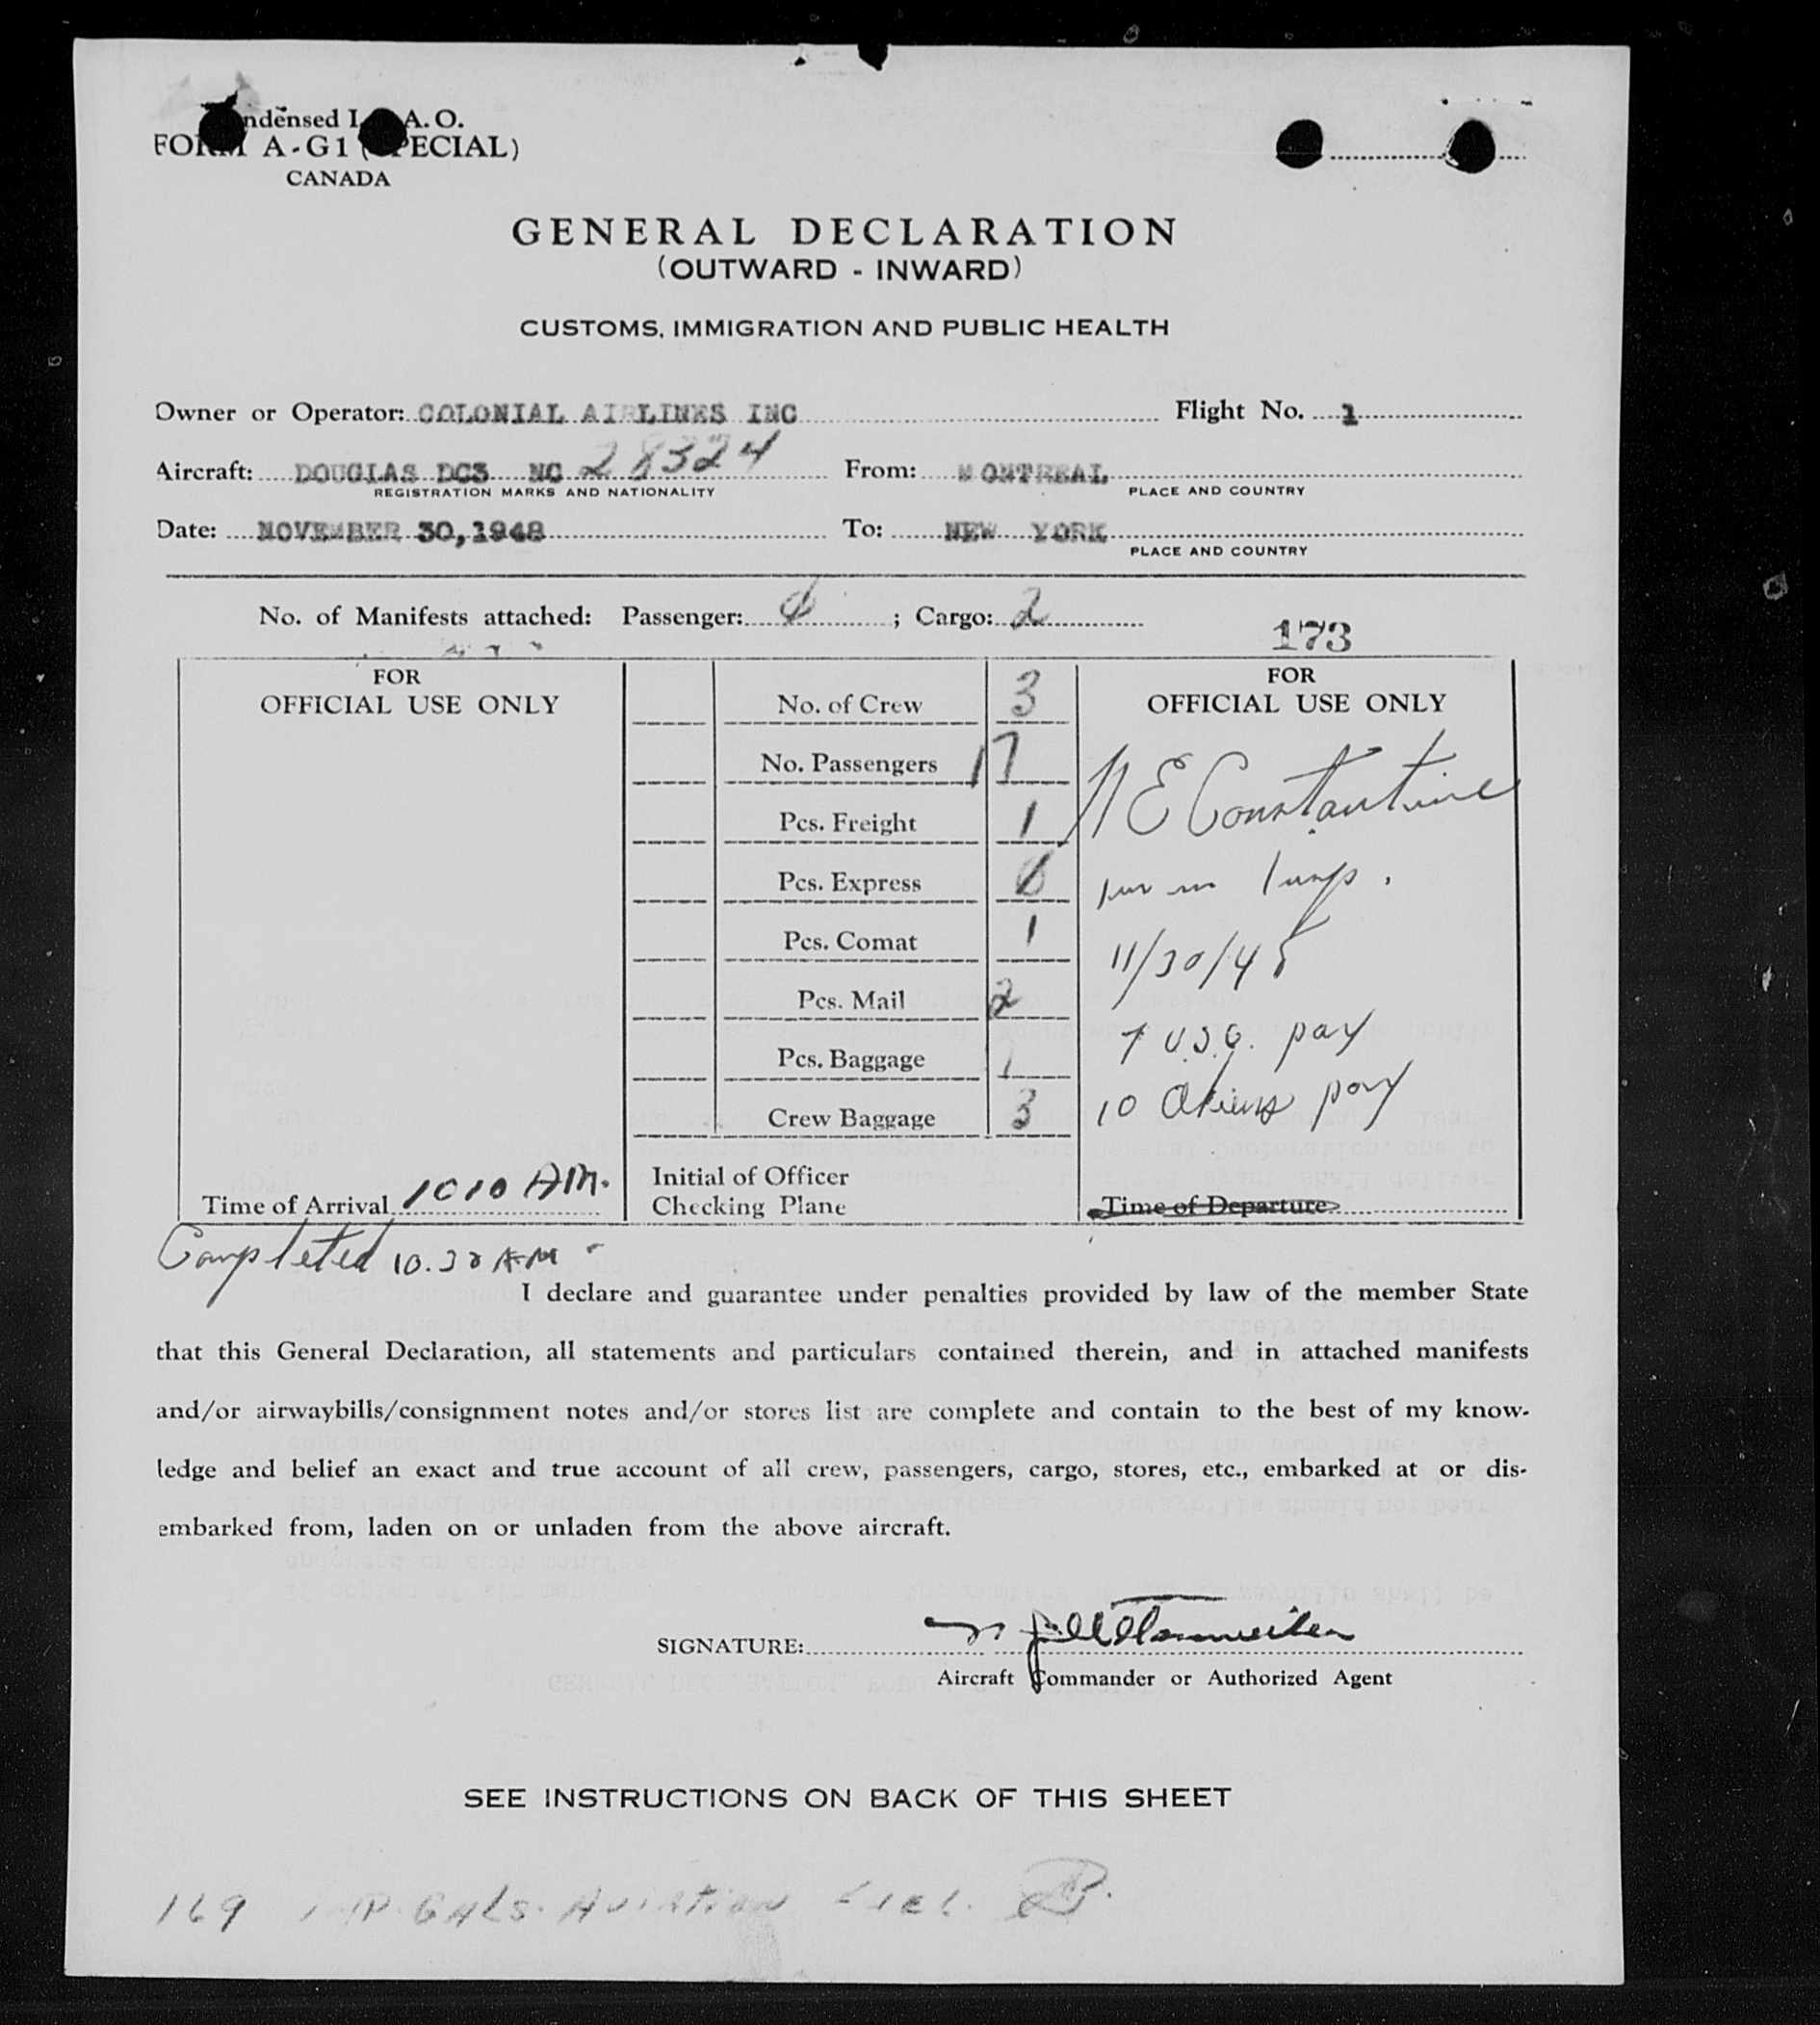 ndensed I. A. O.
FORM A-G1 (SPECIAL)
CANADA
GENERAL DECLARATION
(OUTWARD - INWARD)
CUSTOMS, IMMIGRATION AND PUBLIC HEALTH
Owner or Operator: COLONIAL AIRLINES INC Flight No. 1
Aircraft: DOUGLAS DC3 NC 28324 From: MONTREAL
REGISTRATION MARKS AND NATIONALITY PLACE AND COUNTRY
Date: NOVEMBER 30,1948 To: NEW YORK
PLACE AND COUNTRY
No. of Manifests attached: Passenger: ; Cargo: 2
173
FOR
OFFICIAL USE ONLY
No. of Crew 3
No. Passengers 17
Pcs. Freight 1
Pcs. Express
Pcs. Comat 1
Pcs. Mail 2
Pcs. Baggage 1
Crew Baggage 3
FOR
OFFICIAL USE ONLY
N E Constantine
Imm Insp.
11/30/48
7 U.S.C. pay
10 Aliens pay
Time of Arrival 1010 AM.
Initial of Officer
Checking Plane
Time of Departure
Completed 10.30 AM
I declare and guarantee under penalties provided by law of the member State
that this General Declaration, all statements and particulars contained therein, and in attached manifests
and/or airwaybills/consignment notes and/or stores list are complete and contain to the best of my know-
ledge and belief an exact and true account of all crew, passengers, cargo, stores, etc., embarked at or dis-
embarked from, laden on or unladen from the above aircraft.
SIGNATURE:
Aircraft Commander or Authorized Agent
SEE INSTRUCTIONS ON BACK OF THIS SHEET
169 IMP. GALS. AVIATION FUEL